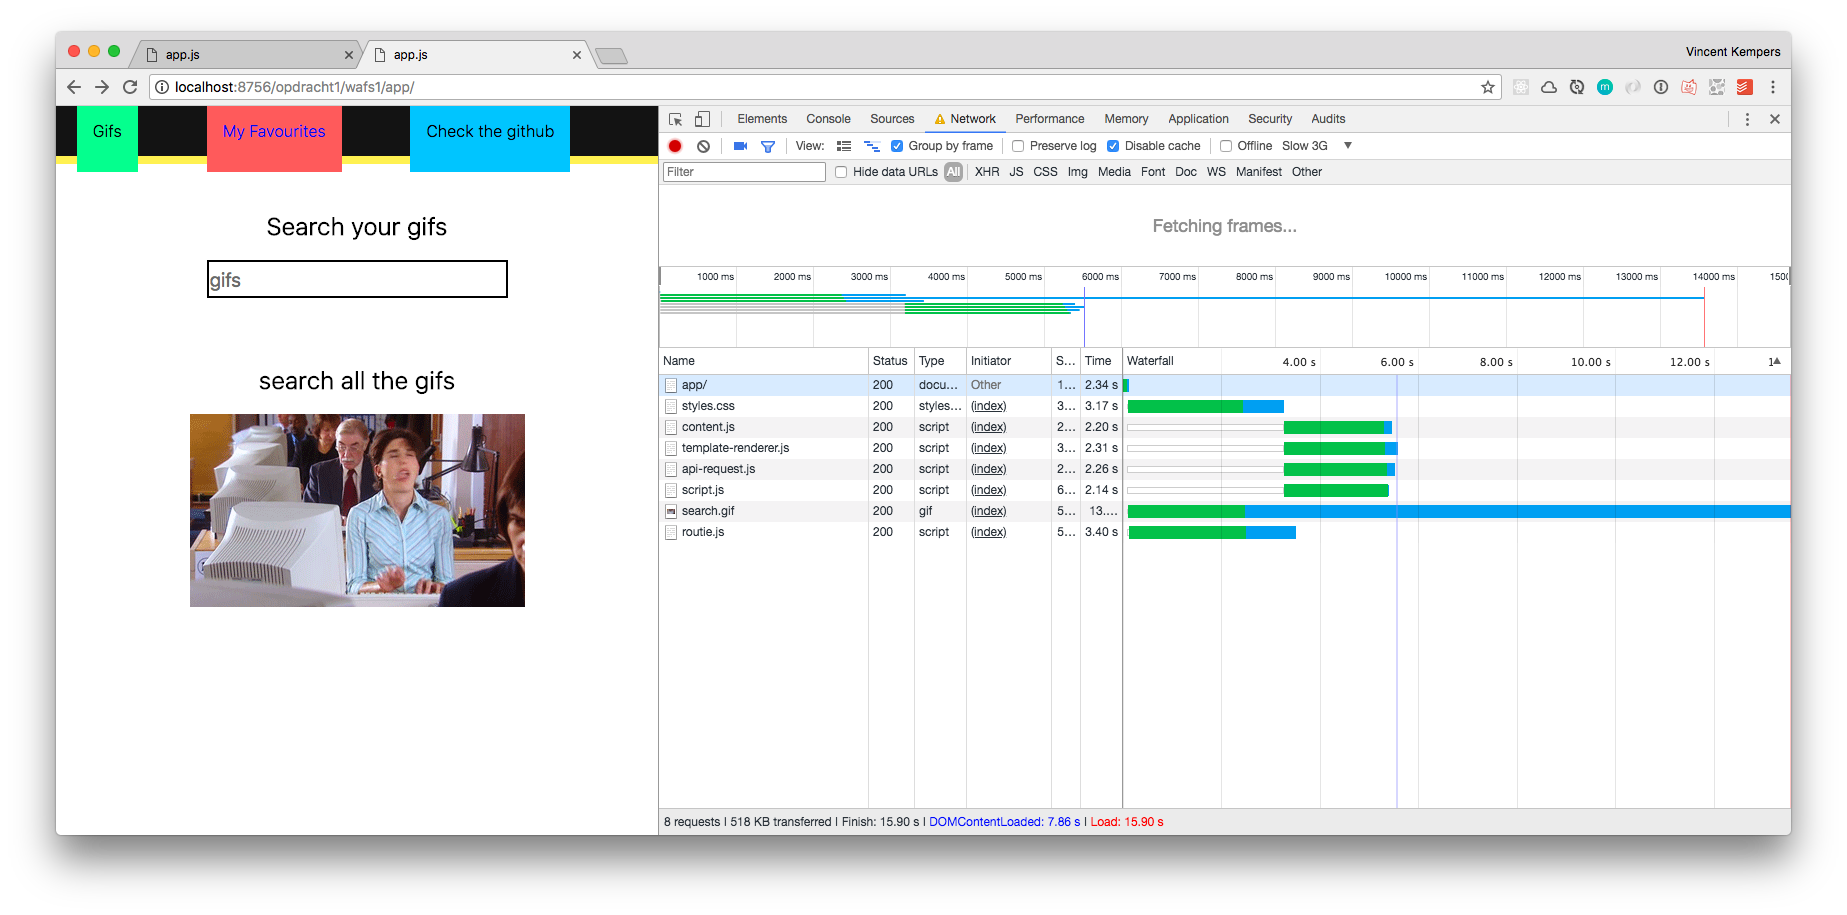 app.js
app.js
Vincent Kempers
localhost:8756/opdracht1/wafs1/app/
Gifs
My Favourites
Check the github
Search your gifs
gifs
search all the gifs
Elements Console Sources Network Performance Memory Application Security Audits
View: Group by frame Preserve log Disable cache Offline Slow 3G
Filter Hide data URLs All XHR JS CSS Img Media Font Doc WS Manifest Other
Fetching frames...
1000 ms 2000 ms 3000 ms 4000 ms 5000 ms 6000 ms 7000 ms 8000 ms 9000 ms 10000 ms 11000 ms 12000 ms 13000 ms 14000 ms 150
Name Status Type Initiator S... Time Waterfall 4.00 s 6.00 s 8.00 s 10.00 s 12.00 s 1
app/ 200 docu... Other 1... 2.34 s
styles.css 200 styles... (index) 3... 3.17 s
content.js 200 script (index) 2... 2.20 s
template-renderer.js 200 script (index) 3... 2.31 s
api-request.js 200 script (index) 2... 2.26 s
script.js 200 script (index) 6... 2.14 s
search.gif 200 gif (index) 5... 13....
routie.js 200 script (index) 5... 3.40 s
8 requests | 518 KB transferred | Finish: 15.90 s | DOMContentLoaded: 7.86 s | Load: 15.90 s